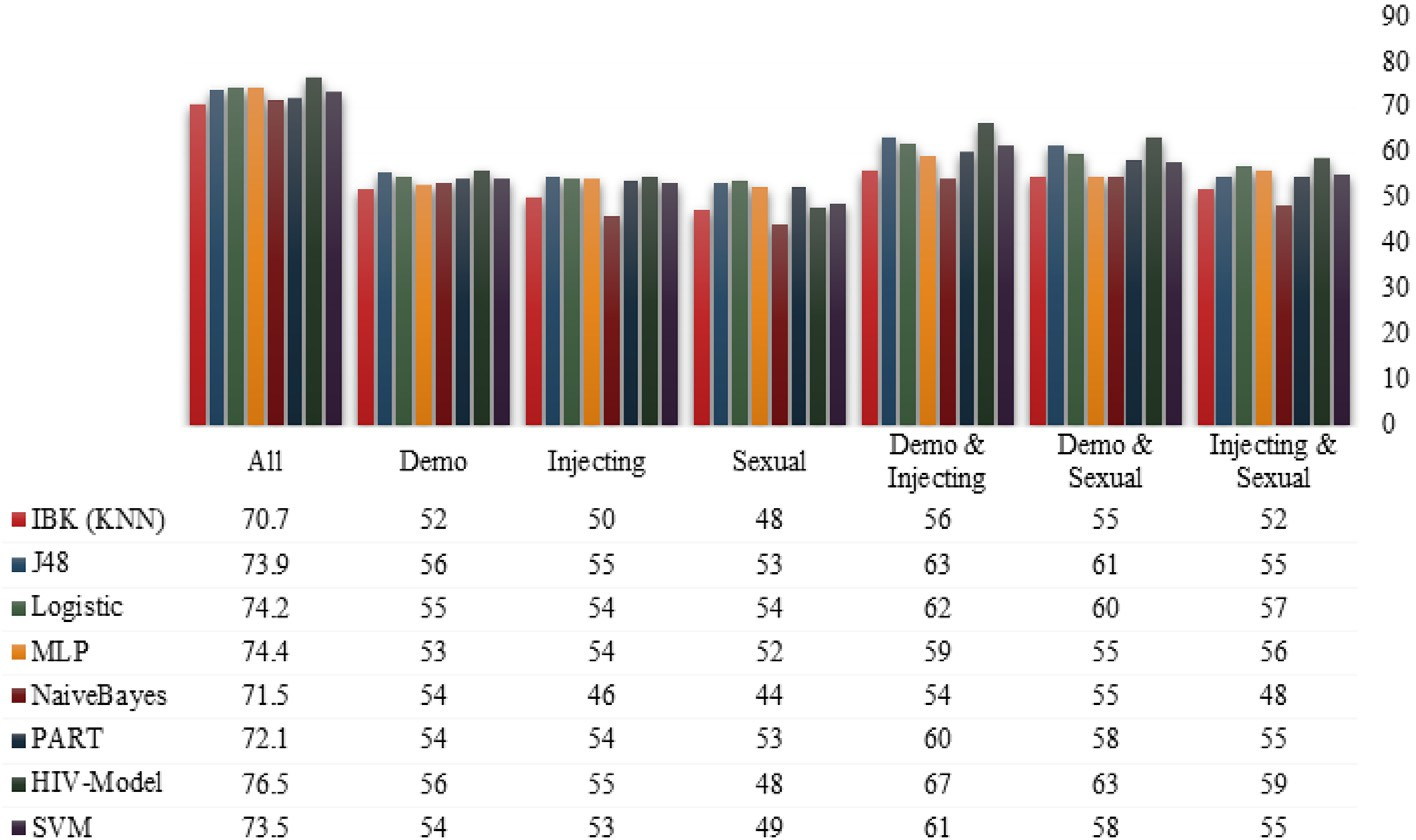 90
80
70
60
50
40
30
20
10
0
All Demo Injecting Sexual Demo & Injecting Demo & Sexual Injecting & Sexual
IBK (KNN) 70.7 52 50 48 56 55 52
J48 73.9 56 55 53 63 61 55
Logistic 74.2 55 54 54 62 60 57
MLP 74.4 53 54 52 59 55 56
NaiveBayes 71.5 54 46 44 54 55 48
PART 72.1 54 54 53 60 58 55
HIV-Model 76.5 56 55 48 67 63 59
SVM 73.5 54 53 49 61 58 55